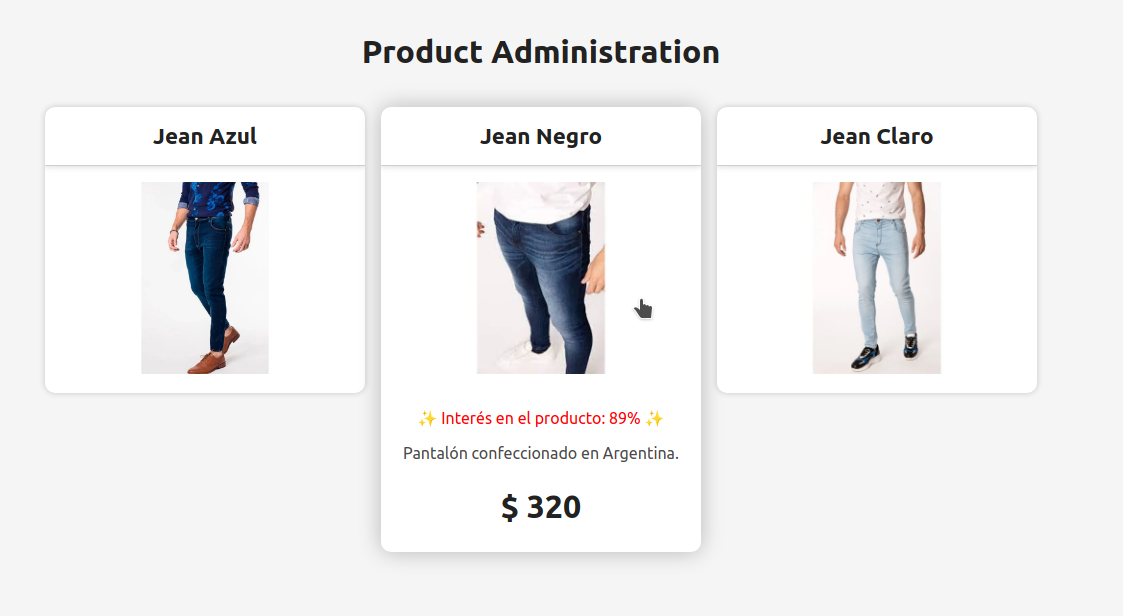 Product Administration
Jean Azul
Jean Negro
Jean Claro
✨ Interés en el producto: 89% ✨
Pantalón confeccionado en Argentina.
$ 320